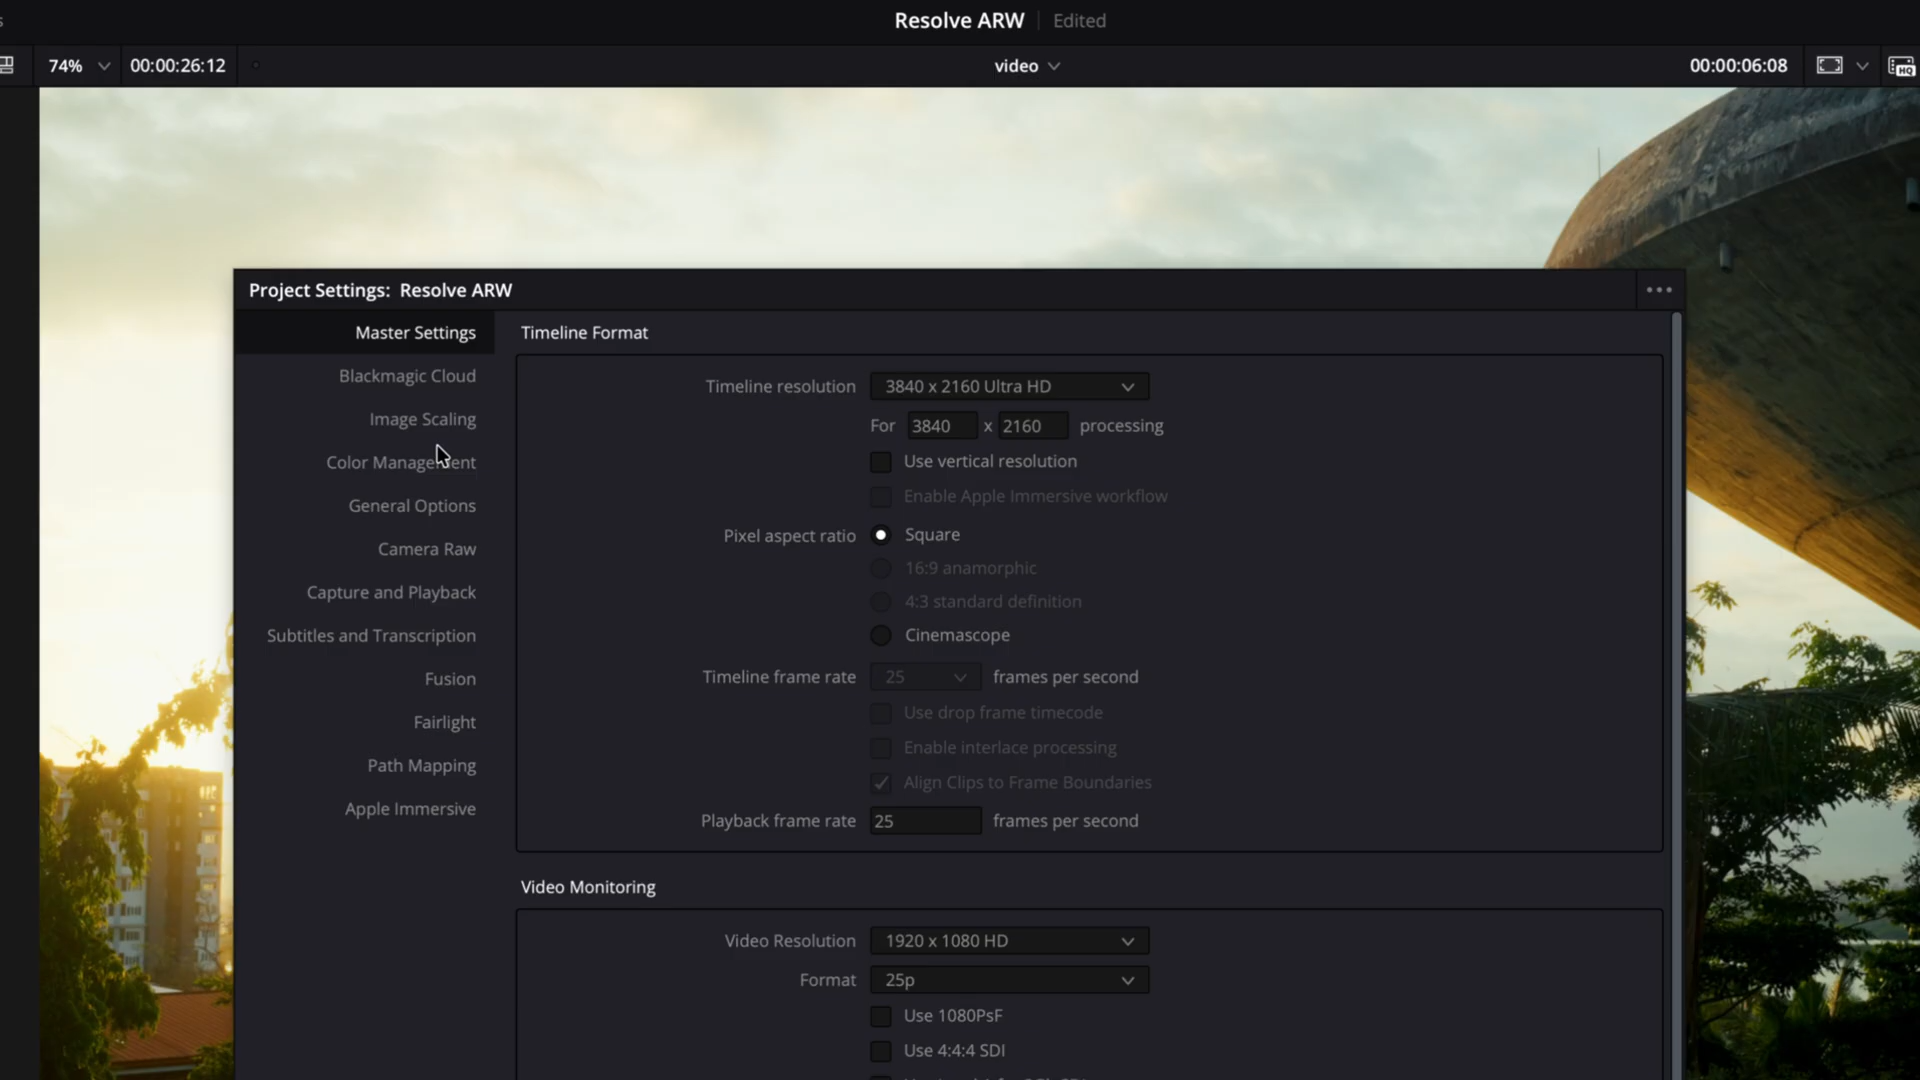 s
Resolve ARW
Edited
74%
00:00:26:12
video
00:00:06:08
HQ
Project Settings: Resolve ARW
Master Settings
Blackmagic Cloud
Image Scaling
Color Management
General Options
Camera Raw
Capture and Playback
Subtitles and Transcription
Fusion
Fairlight
Path Mapping
Apple Immersive
Timeline Format
Timeline resolution 3840 x 2160 Ultra HD
For 3840 x 2160 processing
Use vertical resolution
Enable Apple Immersive workflow
Pixel aspect ratio Square
16:9 anamorphic
4:3 standard definition
Cinemascope
Timeline frame rate 25 frames per second
Use drop frame timecode
Enable interlace processing
Align Clips to Frame Boundaries
Playback frame rate 25 frames per second
Video Monitoring
Video Resolution 1920 x 1080 HD
Format 25p
Use 1080PsF
Use 4:4:4 SDI